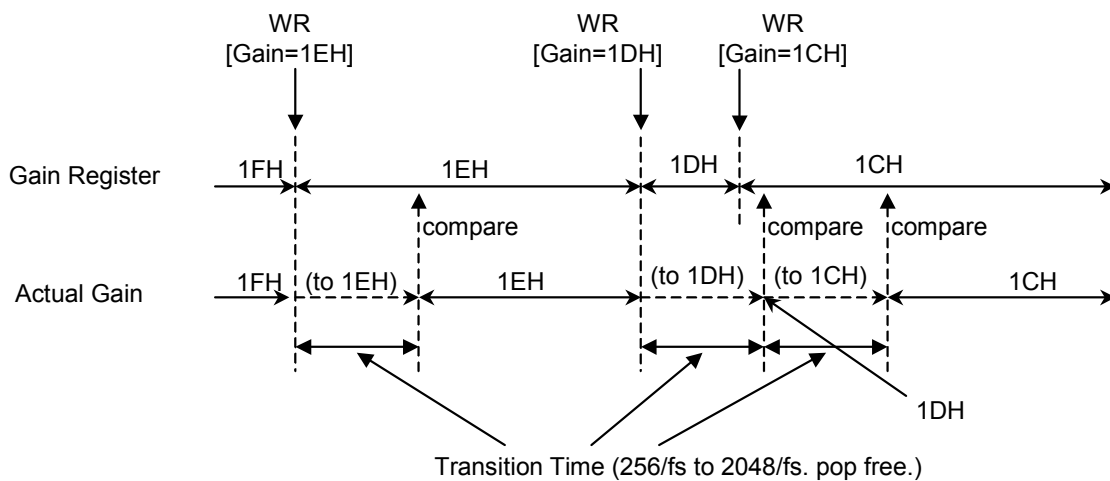 WR
[Gain=1EH]
WR
[Gain=1DH]
WR
[Gain=1CH]
Gain Register
1FH
1EH
1DH
1CH
compare
compare
compare
Actual Gain
1FH
(to 1EH)
1EH
(to 1DH)
(to 1CH)
1CH
1DH
Transition Time (256/fs to 2048/fs. pop free.)